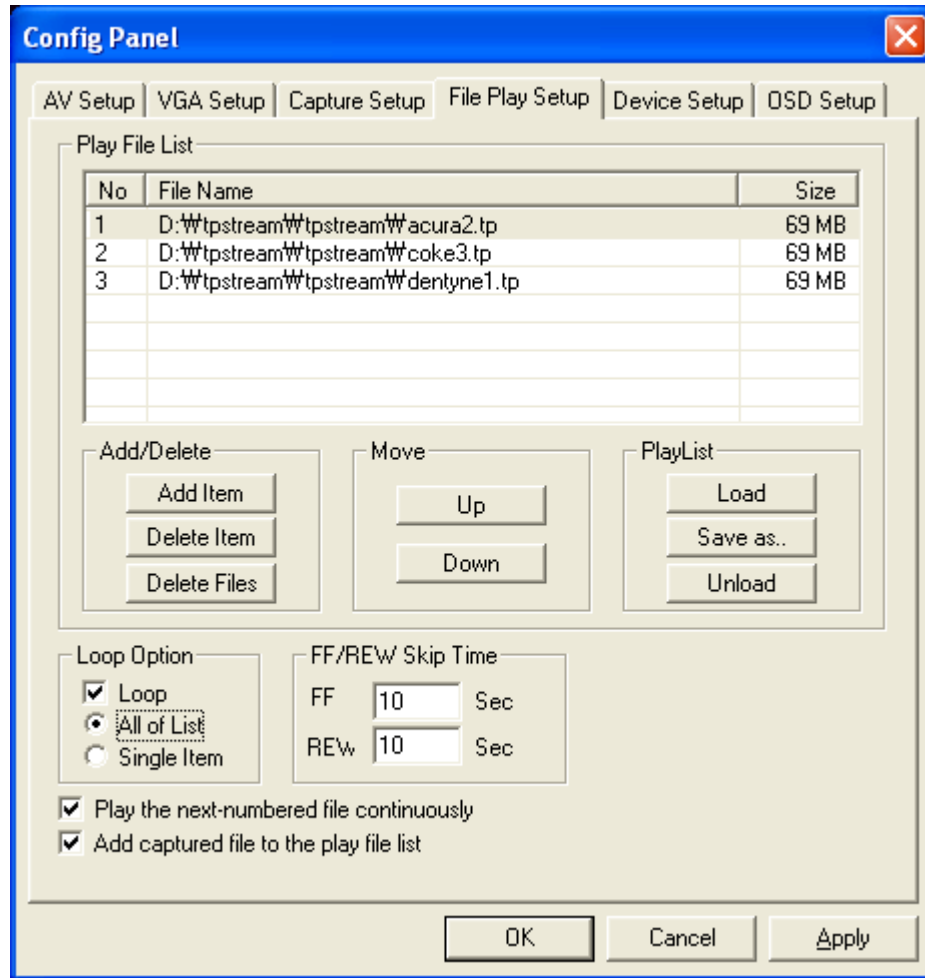 Config Panel
AV Setup VGA Setup Capture Setup File Play Setup Device Setup OSD Setup
Play File List
No File Name Size
1 D:₩tpstream₩tpstream₩acura2.tp 69 MB
2 D:₩tpstream₩tpstream₩coke3.tp 69 MB
3 D:₩tpstream₩tpstream₩dentyne1.tp 69 MB
Add/Delete
Add Item
Delete Item
Delete Files
Move
Up
Down
PlayList
Load
Save as..
Unload
Loop Option
Loop
All of List
Single Item
FF/REW Skip Time
FF 10 Sec
REW 10 Sec
Play the next-numbered file continuously
Add captured file to the play file list
OK Cancel Apply